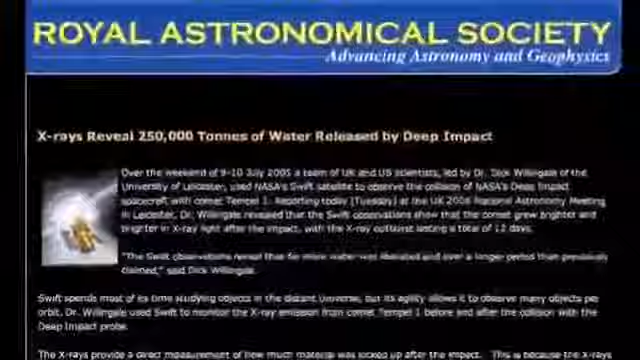 ROYAL ASTRONOMICAL SOCIETY
Advancing Astronomy and Geophysics
X-rays Reveal 250,000 Tonnes of Water Released by Deep Impact
Over the weekend of 9-10 July 2005 a team of UK and US scientists, led by Dr. Dick Willingale of the
University of Leicester, used NASA's Swift satellite to observe the collision of NASA's Deep Impact
spacecraft with comet Tempel 1. Reporting today (Tuesday) at the UK 2006 National Astronomy Meeting
in Leicester, Dr. Willingale revealed that the Swift observations show that the comet grew brighter and
brighter in X-ray light after the impact, with the X-ray outburst lasting a total of 12 days.
"The Swift observations reveal that far more water was liberated and over a longer period than previously
claimed," said Dick Willingale.
Swift spends most of its time studying objects in the distant Universe, but its agility allows it to observe many objects per
orbit. Dr. Willingale used Swift to monitor the X-ray emission from comet Tempel 1 before and after the collision with the
Deep Impact probe.
The X-rays provide a direct measurement of how much material was kicked up after the impact. This is because the X-rays